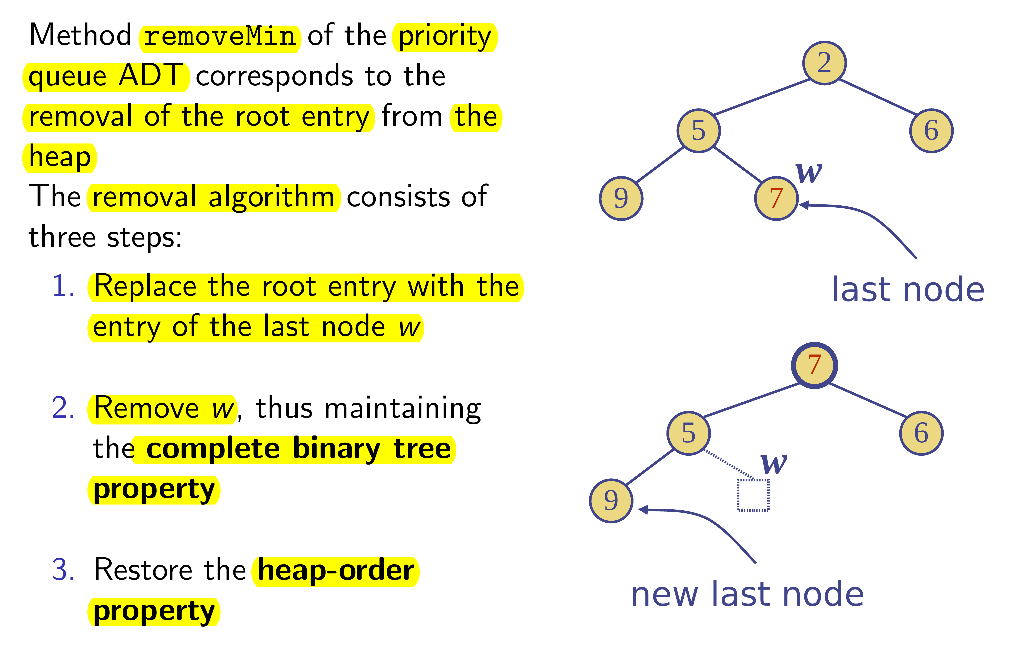 Method removeMin of the priority
queue ADT corresponds to the
removal of the root entry from the
heap
The removal algorithm consists of
three steps:
1. Replace the root entry with the
entry of the last node w
2. Remove w, thus maintaining
the complete binary tree
property
3. Restore the heap-order
property
2
5
6
w
9
7
last node
7
5
6
w
9
new last node